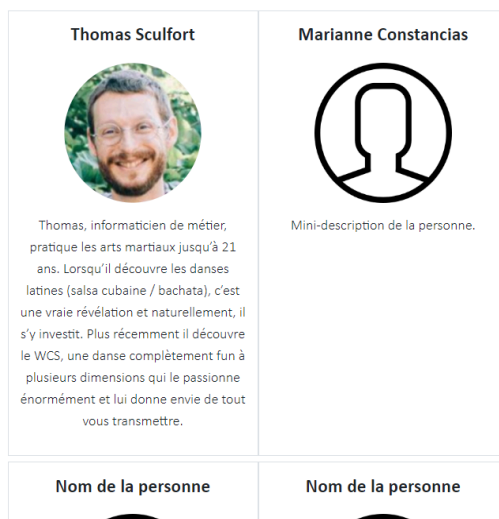 Thomas Sculfort
Thomas, informaticien de métier,
pratique les arts martiaux jusqu'à 21
ans. Lorsqu'il découvre les danses
latines (salsa cubaine / bachata), c'est
une vraie révélation et naturellement, il
s'y investit. Plus récemment il découvre
le WCS, une danse complètement fun à
plusieurs dimensions qui le passionne
énormément et lui donne envie de tout
vous transmettre.
Marianne Constancias
Mini-description de la personne.
Nom de la personne
Nom de la personne